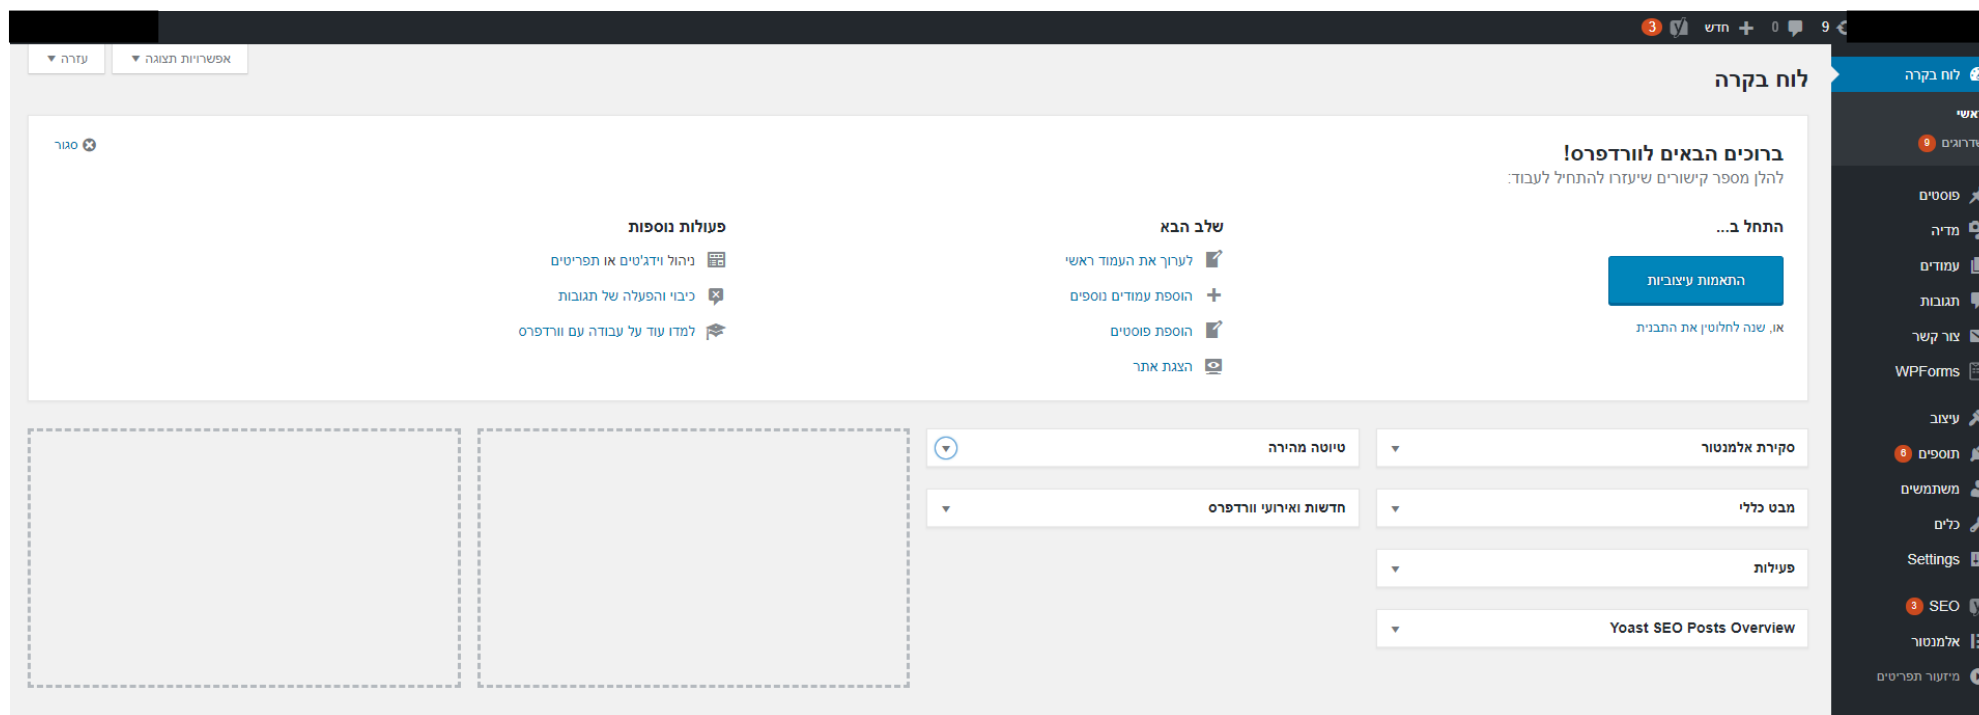 9
0
חדש
3
לוח בקרה
ראשי
שדרוגים 9
פוסטים
מדיה
עמודים
תגובות
צור קשר
WPForms
עיצוב
תוספים 6
משתמשים
כלים
Settings
SEO 3
אלמנטור
מיזעור תפריטים
אפשרויות תצוגה
עזרה
לוח בקרה
סגור
ברוכים הבאים לוורדפרס!
להלן מספר קישורים שיעזרו להתחיל לעבוד:
התחל ב...
התאמות עיצוביות
או, שנה לחלוטין את התבנית
שלב הבא
לערוך את העמוד ראשי
הוספת עמודים נוספים
הוספת פוסטים
הצגת אתר
פעולות נוספות
ניהול וידג'טים או תפריטים
כיבוי והפעלה של תגובות
למדו עוד על עבודה עם וורדפרס
סקירת אלמנטור
מבט כללי
פעילות
Yoast SEO Posts Overview
טיוטה מהירה
חדשות ואירועי וורדפרס